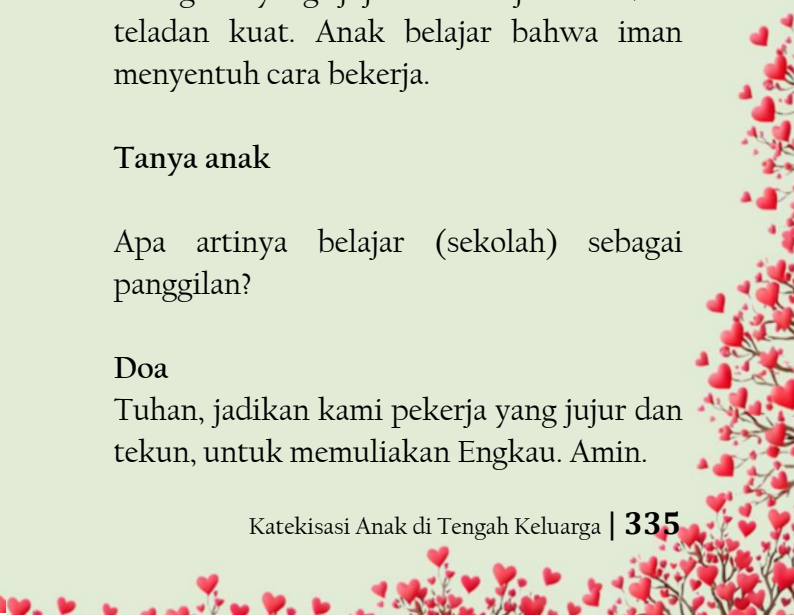 teladan kuat. Anak belajar bahwa iman
menyentuh cara bekerja.
Tanya anak
Apa artinya belajar (sekolah) sebagai
panggilan?
Doa
Tuhan, jadikan kami pekerja yang jujur dan
tekun, untuk memuliakan Engkau. Amin.
Katekisasi Anak di Tengah Keluarga | 335